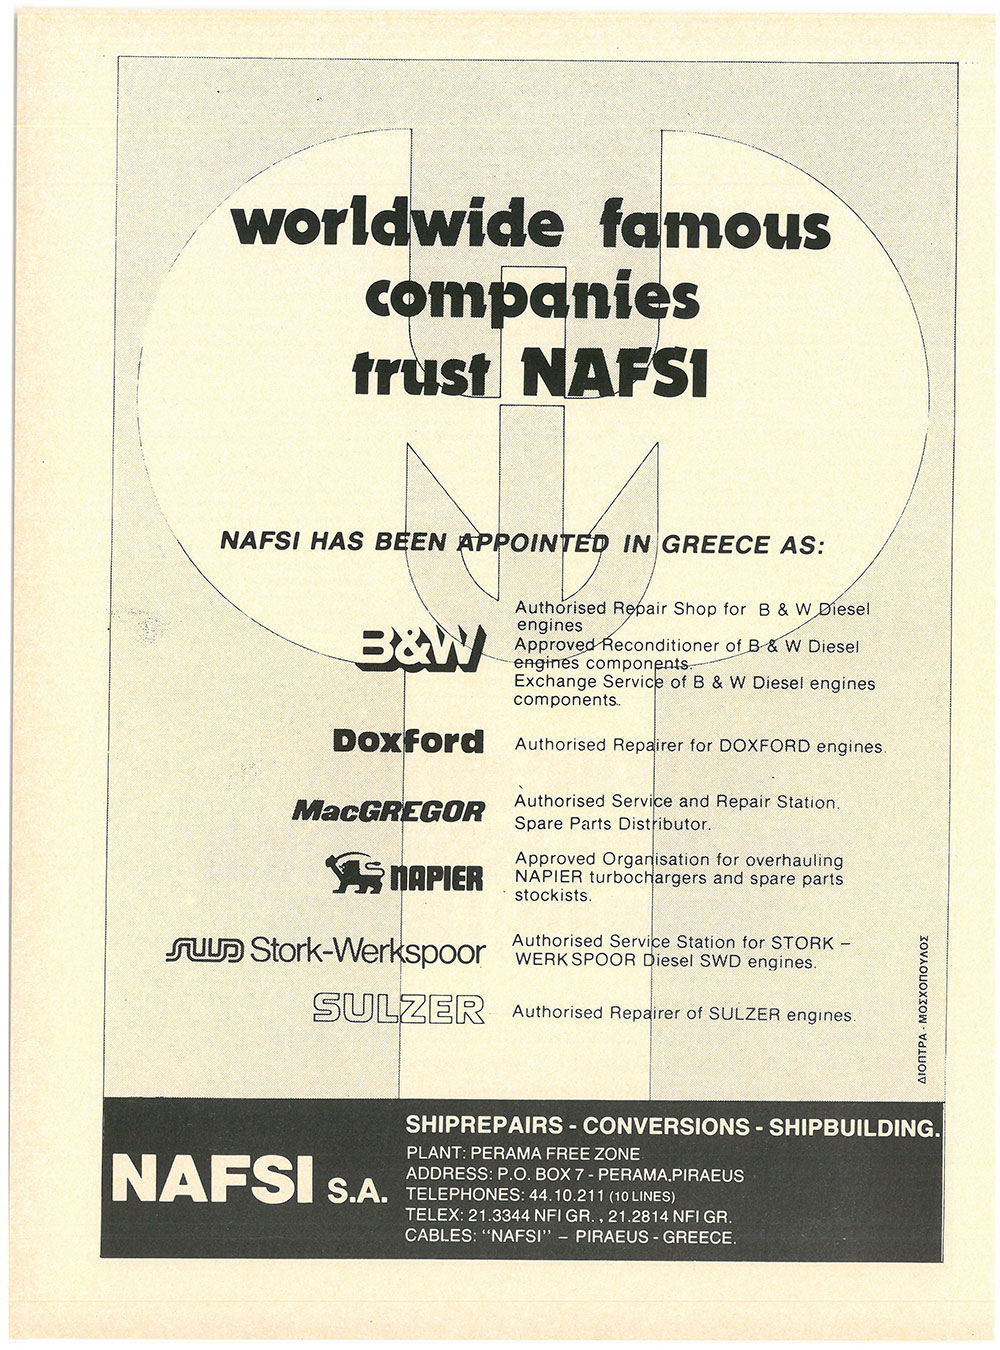 worldwide famous
companies
trust NAFSI
NAFSI HAS BEEN APPOINTED IN GREECE AS:
B&W
Authorised Repair Shop for B & W Diesel
engines
Approved Reconditioner of B & W Diesel
engines components.
Exchange Service of B & W Diesel engines
components.
Doxford
Authorised Repairer for DOXFORD engines.
MacGREGOR
Authorised Service and Repair Station.
Spare Parts Distributor.
NAPIER
Approved Organisation for overhauling
NAPIER turbochargers and spare parts
stockists.
SWD Stork-Werkspoor
Authorised Service Station for STORK –
WERKSPOOR Diesel SWD engines.
SULZER
Authorised Repairer of SULZER engines.
ΔΙΟΠΤΡΑ - ΜΟΣΧΟΠΟΥΛΟΣ
NAFSI S.A.
SHIPREPAIRS - CONVERSIONS - SHIPBUILDING.
PLANT: PERAMA FREE ZONE
ADDRESS: P.O. BOX 7 - PERAMA,PIRAEUS
TELEPHONES: 44.10.211 (10 LINES)
TELEX: 21.3344 NFI GR. , 21.2814 NFI GR.
CABLES: "NAFSI" – PIRAEUS - GREECE.